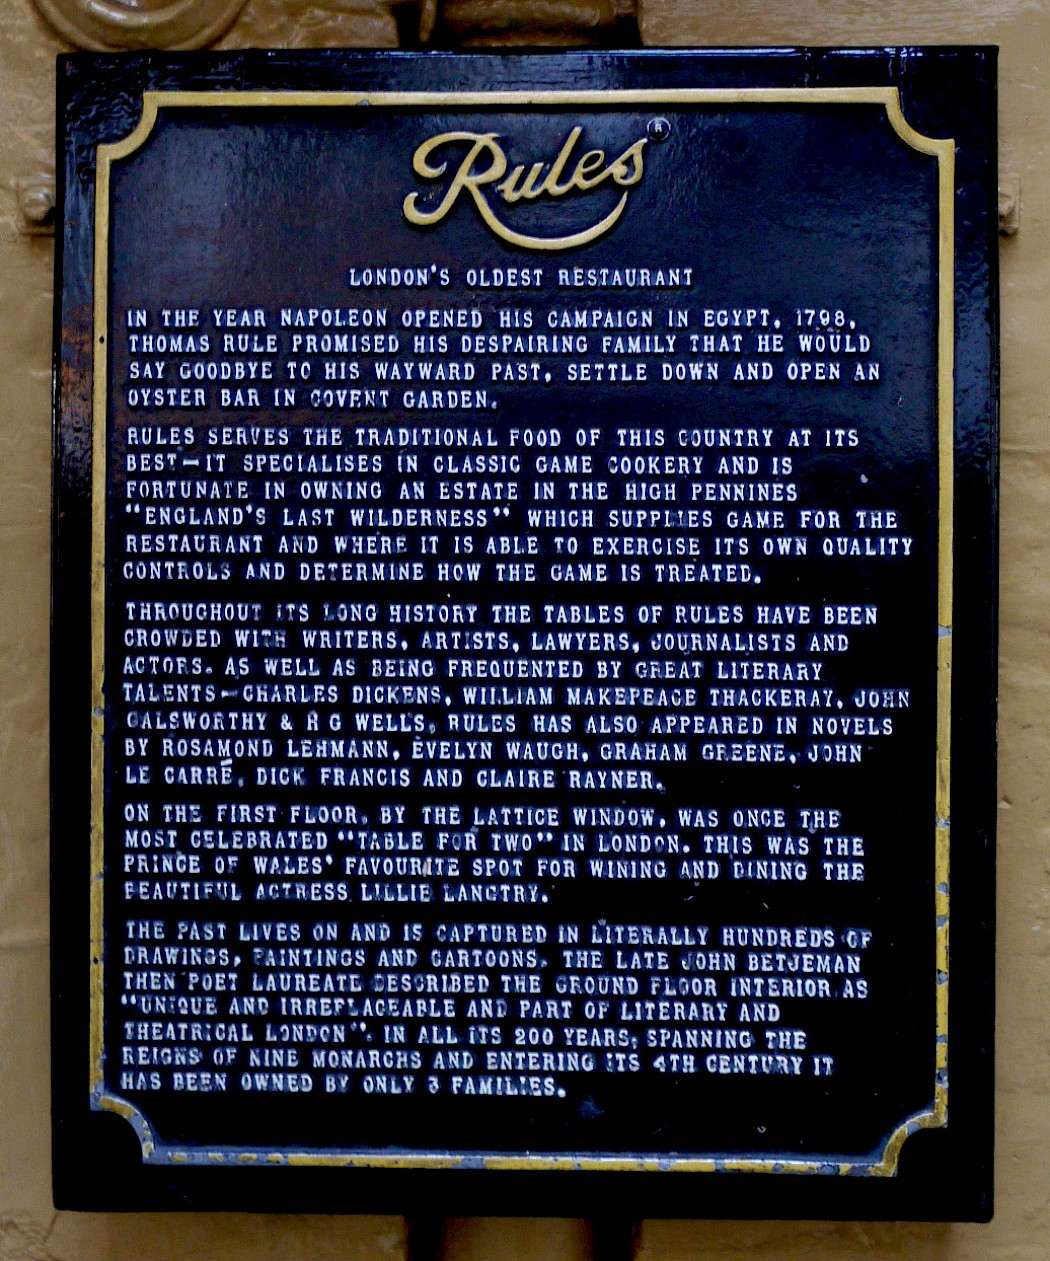 Rules®
LONDON'S OLDEST RESTAURANT
IN THE YEAR NAPOLEON OPENED HIS CAMPAIGN IN EGYPT, 1798,
THOMAS RULE PROMISED HIS DESPAIRING FAMILY THAT HE WOULD
SAY GOODBYE TO HIS WAYWARD PAST, SETTLE DOWN AND OPEN AN
OYSTER BAR IN COVENT GARDEN.
RULES SERVES THE TRADITIONAL FOOD OF THIS COUNTRY AT ITS
BEST—IT SPECIALISES IN CLASSIC GAME COOKERY AND IS
FORTUNATE IN OWNING AN ESTATE IN THE HIGH PENNINES
"ENGLAND'S LAST WILDERNESS" WHICH SUPPLIES GAME FOR THE
RESTAURANT AND WHERE IT IS ABLE TO EXERCISE ITS OWN QUALITY
CONTROLS AND DETERMINE HOW THE GAME IS TREATED.
THROUGHOUT ITS LONG HISTORY THE TABLES OF RULES HAVE BEEN
CROWDED WITH WRITERS, ARTISTS, LAWYERS, JOURNALISTS AND
ACTORS. AS WELL AS BEING FREQUENTED BY GREAT LITERARY
TALENTS—CHARLES DICKENS, WILLIAM MAKEPEACE THACKERAY, JOHN
GALSWORTHY & H G WELLS, RULES HAS ALSO APPEARED IN NOVELS
BY ROSAMOND LEHMANN, EVELYN WAUGH, GRAHAM GREENE, JOHN
LE CARRÉ, DICK FRANCIS AND CLAIRE RAYNER.
ON THE FIRST FLOOR, BY THE LATTICE WINDOW, WAS ONCE THE
MOST CELEBRATED "TABLE FOR TWO" IN LONDON. THIS WAS THE
PRINCE OF WALES' FAVOURITE SPOT FOR WINING AND DINING THE
BEAUTIFUL ACTRESS LILLIE LANGTRY.
THE PAST LIVES ON AND IS CAPTURED IN LITERALLY HUNDREDS OF
DRAWINGS, PAINTINGS AND CARTOONS. THE LATE JOHN BETJEMAN
THEN POET LAUREATE DESCRIBED THE GROUND FLOOR INTERIOR AS
"UNIQUE AND IRREPLACEABLE AND PART OF LITERARY AND
THEATRICAL LONDON". IN ALL ITS 200 YEARS, SPANNING THE
REIGNS OF NINE MONARCHS AND ENTERING ITS 4TH CENTURY IT
HAS BEEN OWNED BY ONLY 3 FAMILIES.